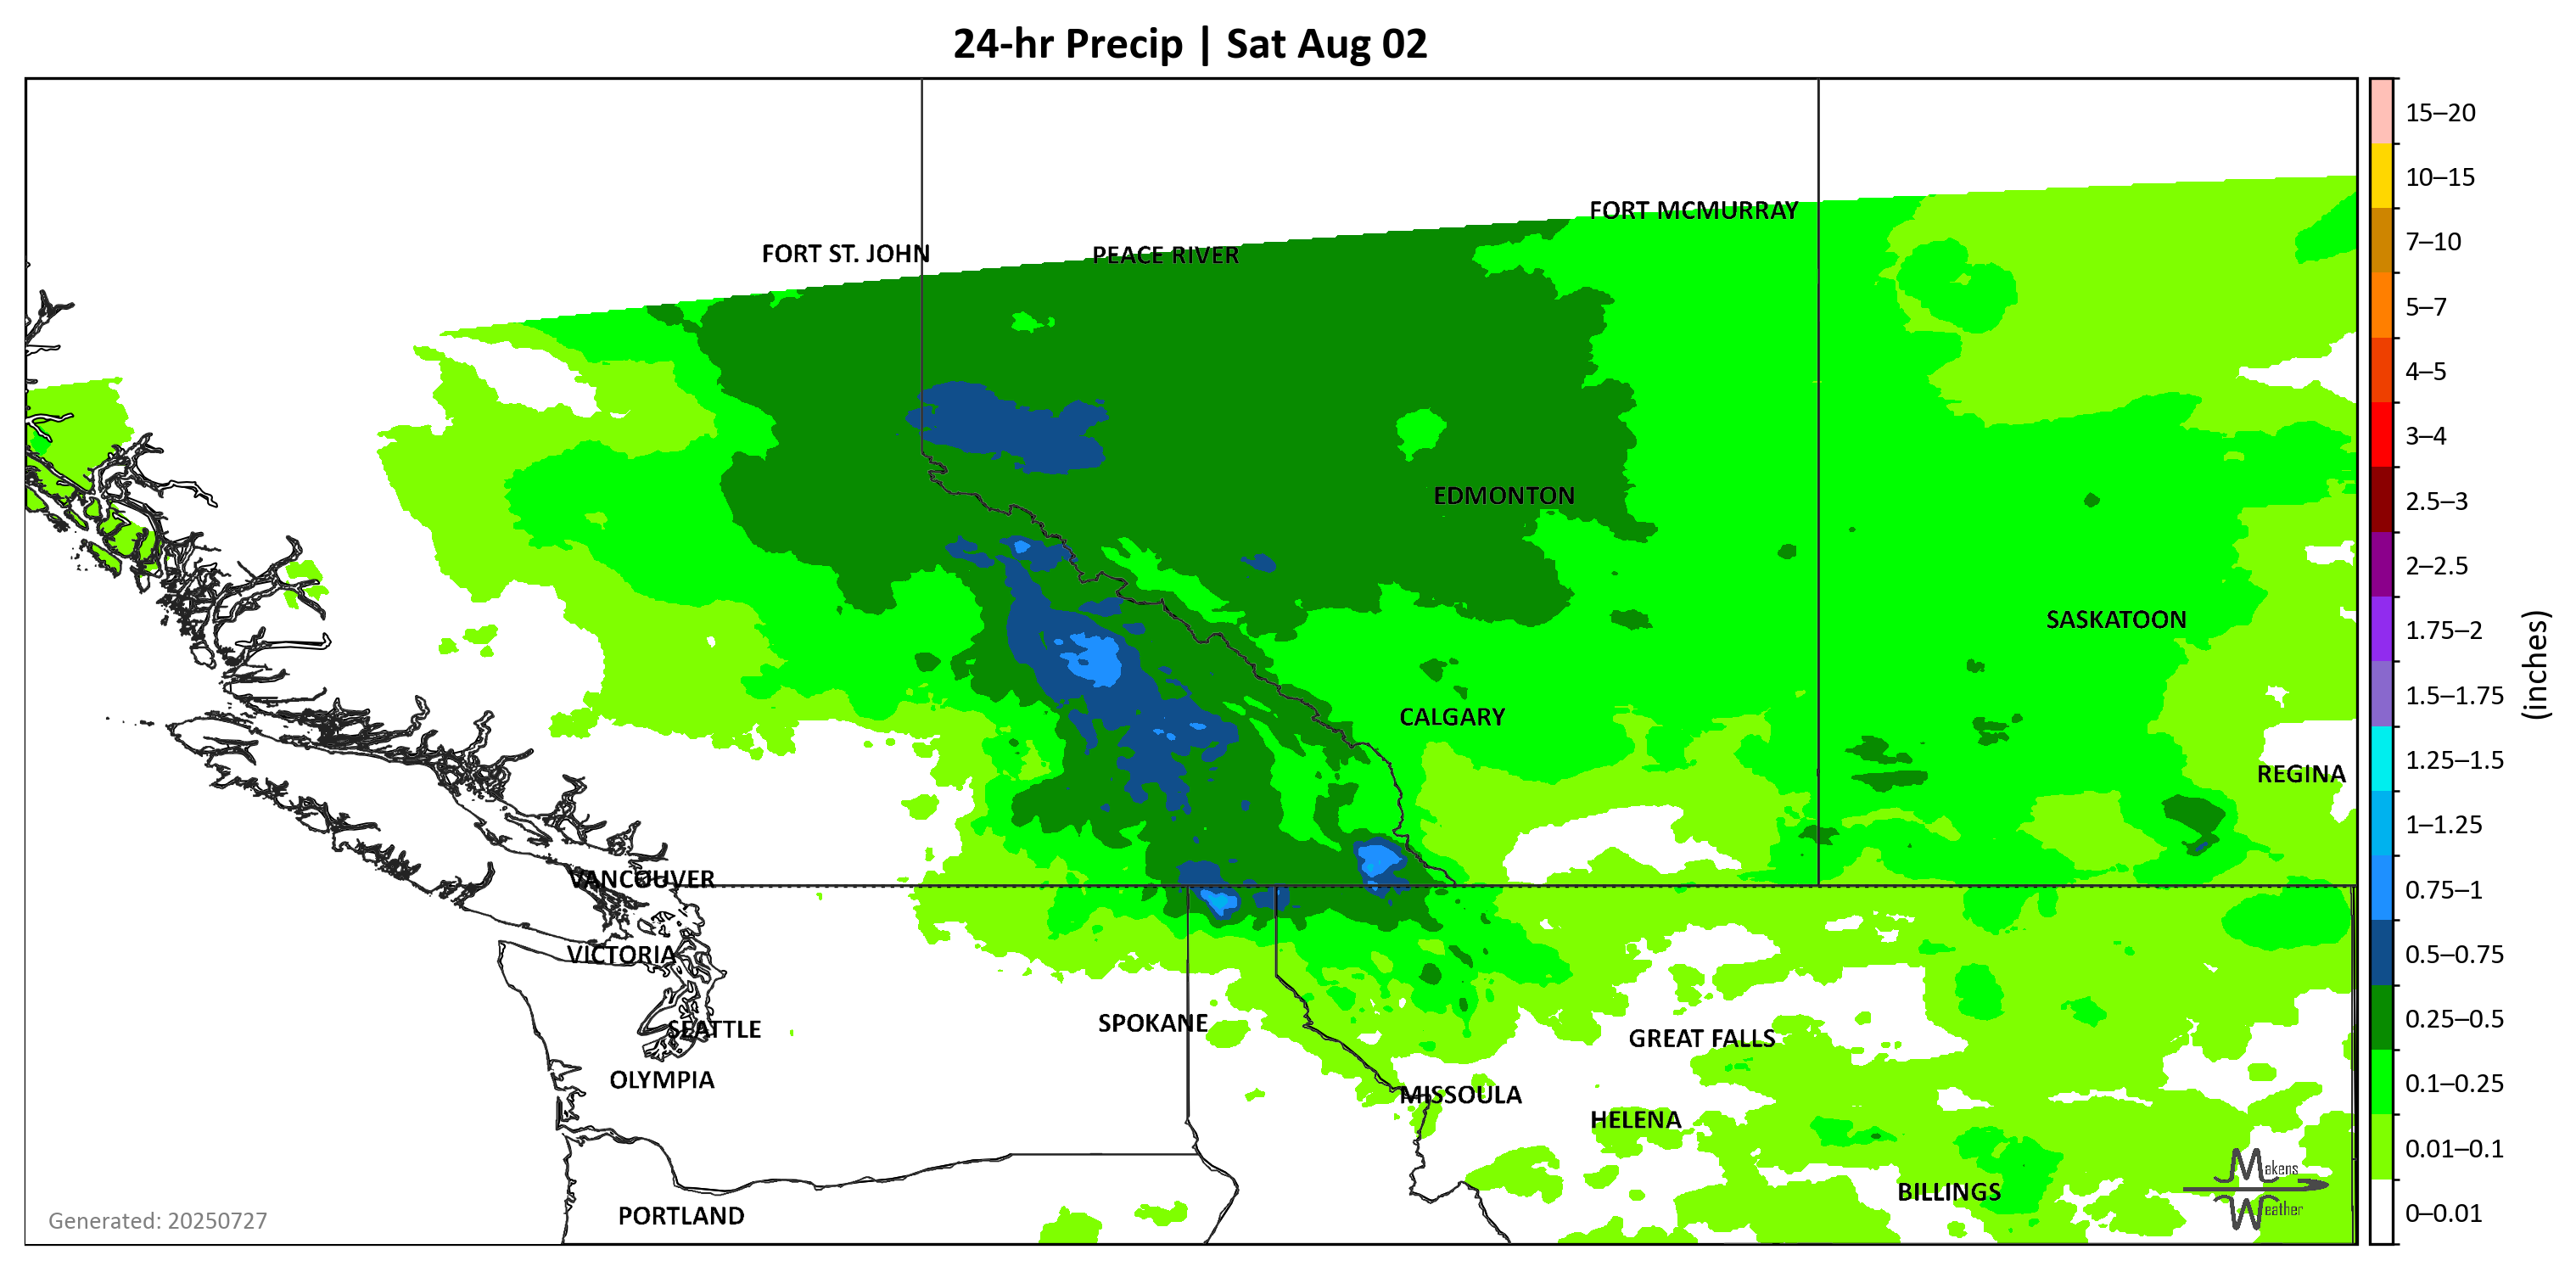 24-hr Precip | Sat Aug 02
FORT MCMURRAY
FORT ST. JOHN
PEACE RIVER
EDMONTON
SASKATOON
CALGARY
REGINA
VANCOUVER
VICTORIA
SPOKANE
SEATTLE
GREAT FALLS
OLYMPIA
MISSOULA
HELENA
BILLINGS
PORTLAND
Generated: 20250727
Makens
Weather
15–20
10–15
7–10
5–7
4–5
3–4
2.5–3
2–2.5
1.75–2
1.5–1.75
1.25–1.5
1–1.25
0.75–1
0.5–0.75
0.25–0.5
0.1–0.25
0.01–0.1
0–0.01
(inches)